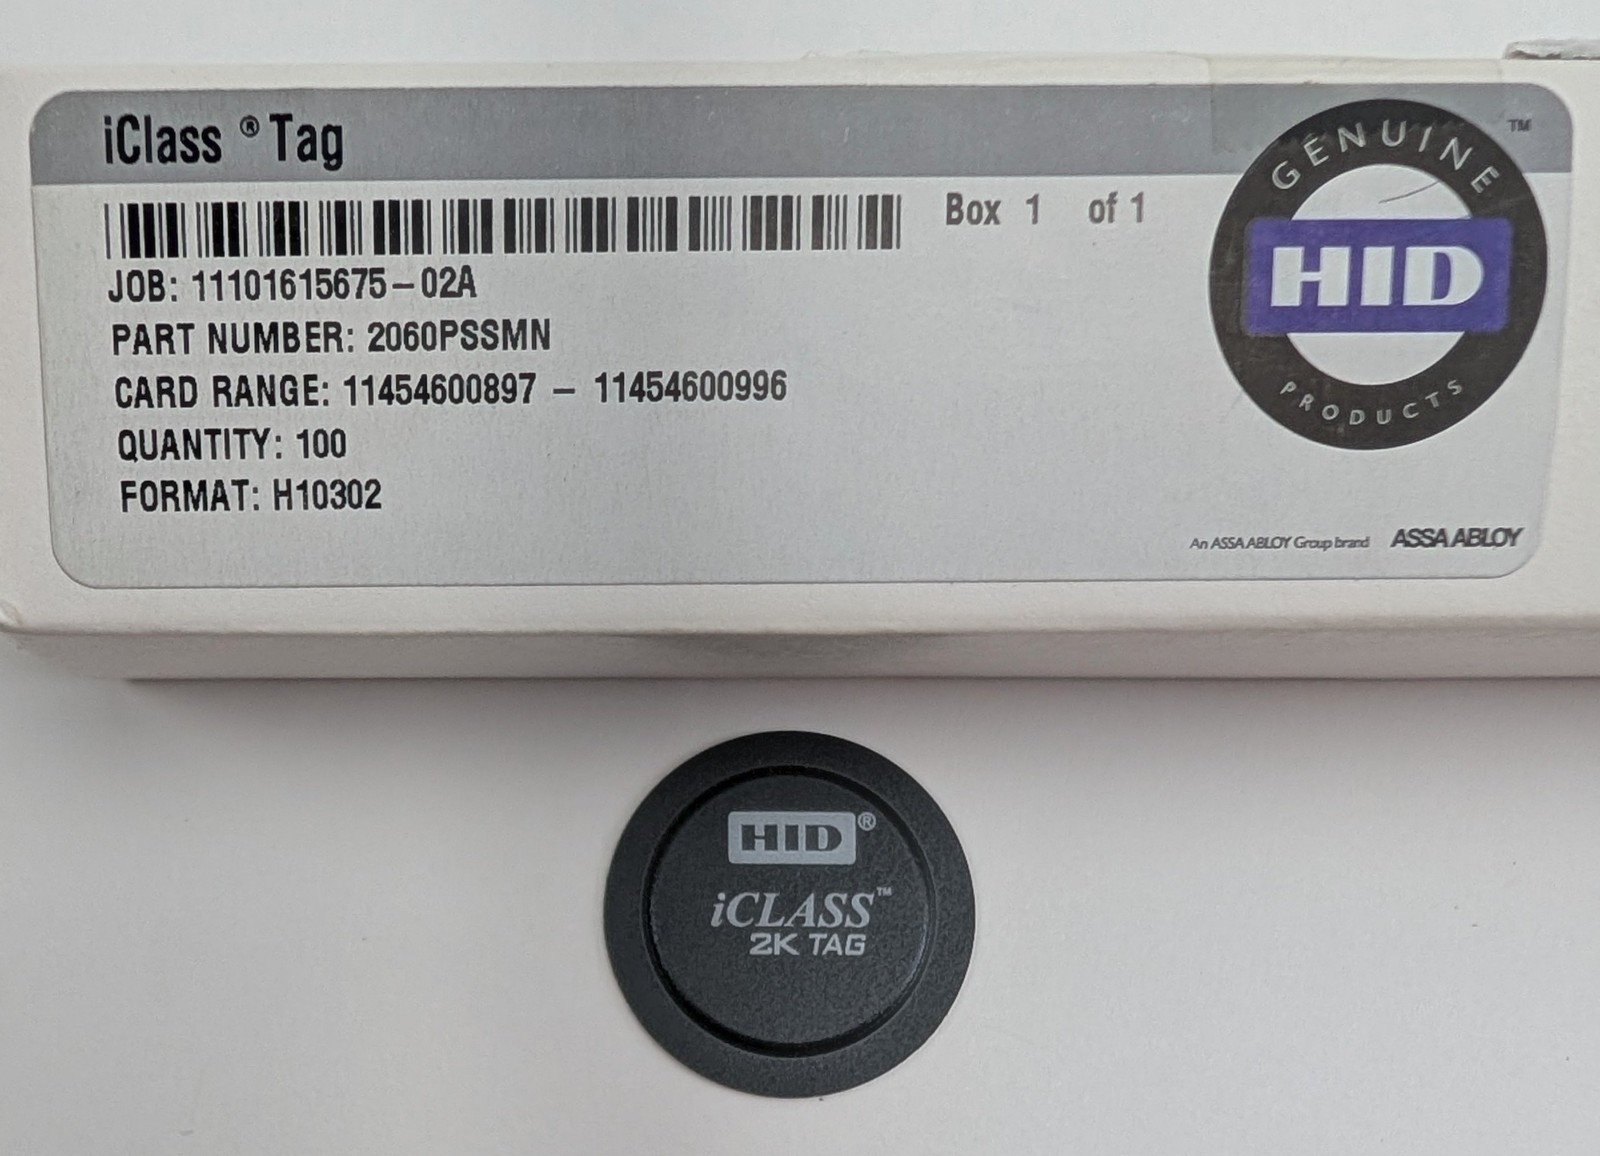 iClass ® Tag
Box 1 of 1
JOB: 11101615675-02A
PART NUMBER: 2060PSSMN
CARD RANGE: 11454600897 - 11454600996
QUANTITY: 100
FORMAT: H10302
GENUINE
™
HID
PRODUCTS
An ASSA ABLOY Group brand ASSA ABLOY
HID®
iCLASS™
2K TAG